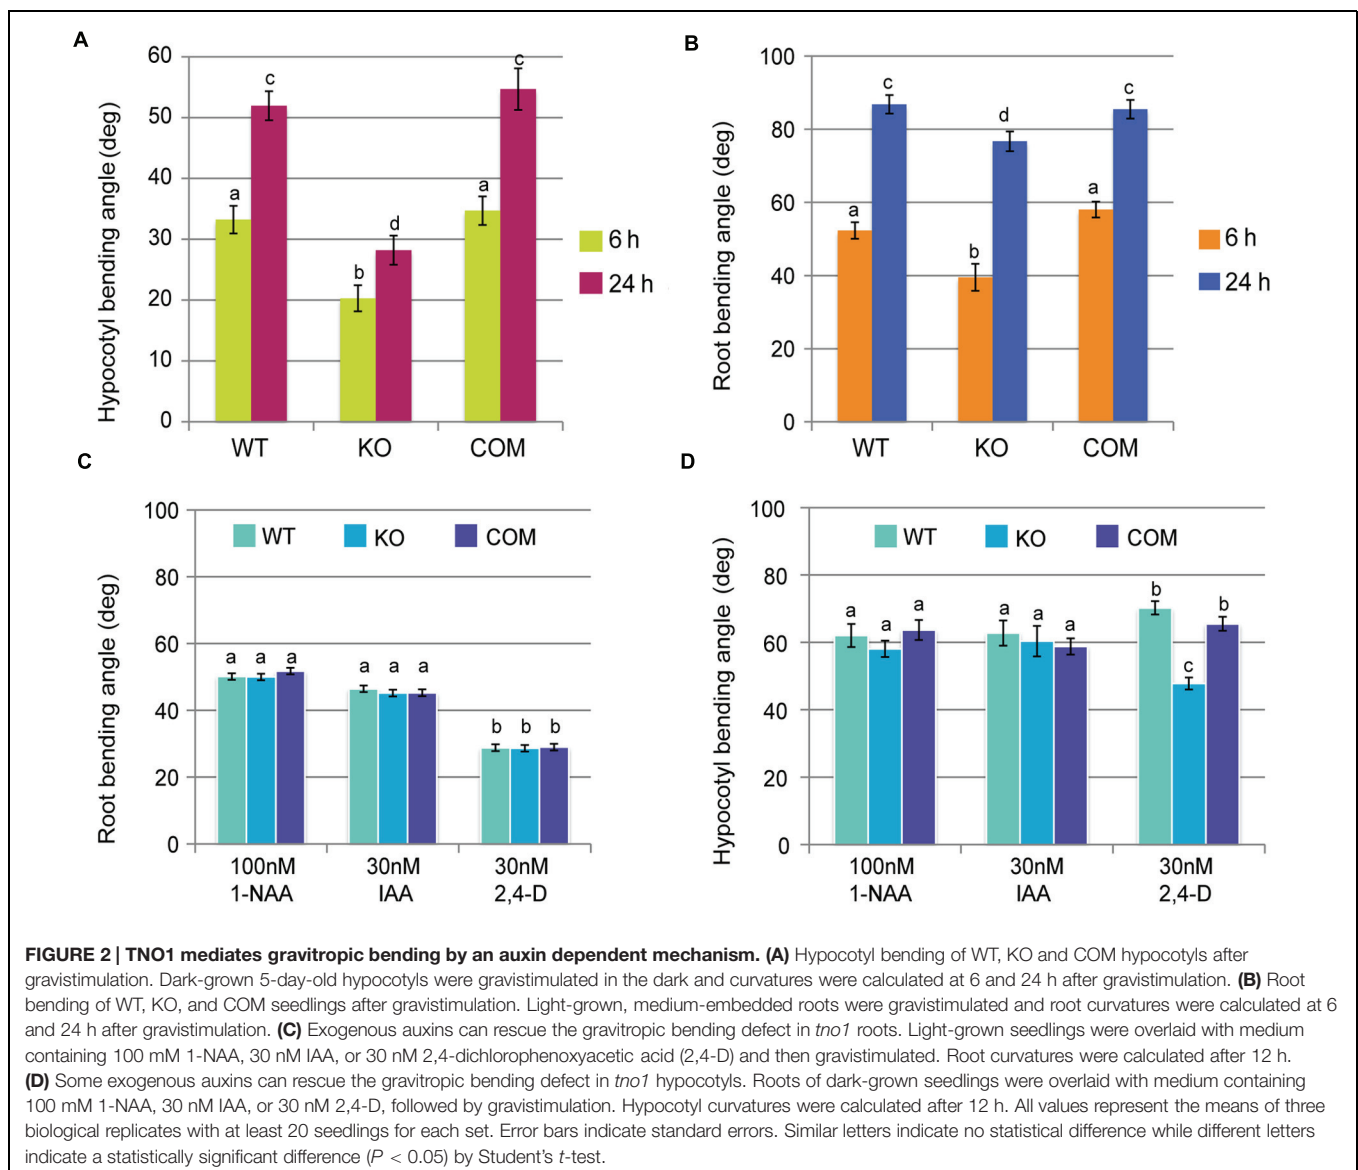 A
Hypocotyl bending angle (deg)
60
50
40
30
20
10
0
a
c
b
d
a
c
WT
KO
COM
6 h
24 h
B
Root bending angle (deg)
100
80
60
40
20
0
a
c
b
d
a
c
WT
KO
COM
6 h
24 h
C
Root bending angle (deg)
100
80
60
40
20
0
WT
KO
COM
a a a
a a a
b b b
100nM
1-NAA
30nM
IAA
30nM
2,4-D
D
Hypocotyl bending angle (deg)
100
80
60
40
20
0
WT
KO
COM
a a a
a a a
b c b
100nM
1-NAA
30nM
IAA
30nM
2,4-D
FIGURE 2 | TNO1 mediates gravitropic bending by an auxin dependent mechanism. (A) Hypocotyl bending of WT, KO and COM hypocotyls after
gravistimulation. Dark-grown 5-day-old hypocotyls were gravistimulated in the dark and curvatures were calculated at 6 and 24 h after gravistimulation. (B) Root
bending of WT, KO, and COM seedlings after gravistimulation. Light-grown, medium-embedded roots were gravistimulated and root curvatures were calculated at 6
and 24 h after gravistimulation. (C) Exogenous auxins can rescue the gravitropic bending defect in tno1 roots. Light-grown seedlings were overlaid with medium
containing 100 mM 1-NAA, 30 nM IAA, or 30 nM 2,4-dichlorophenoxyacetic acid (2,4-D) and then gravistimulated. Root curvatures were calculated after 12 h.
(D) Some exogenous auxins can rescue the gravitropic bending defect in tno1 hypocotyls. Roots of dark-grown seedlings were overlaid with medium containing
100 mM 1-NAA, 30 nM IAA, or 30 nM 2,4-D, followed by gravistimulation. Hypocotyl curvatures were calculated after 12 h. All values represent the means of three
biological replicates with at least 20 seedlings for each set. Error bars indicate standard errors. Similar letters indicate no statistical difference while different letters
indicate a statistically significant difference (P < 0.05) by Student's t-test.